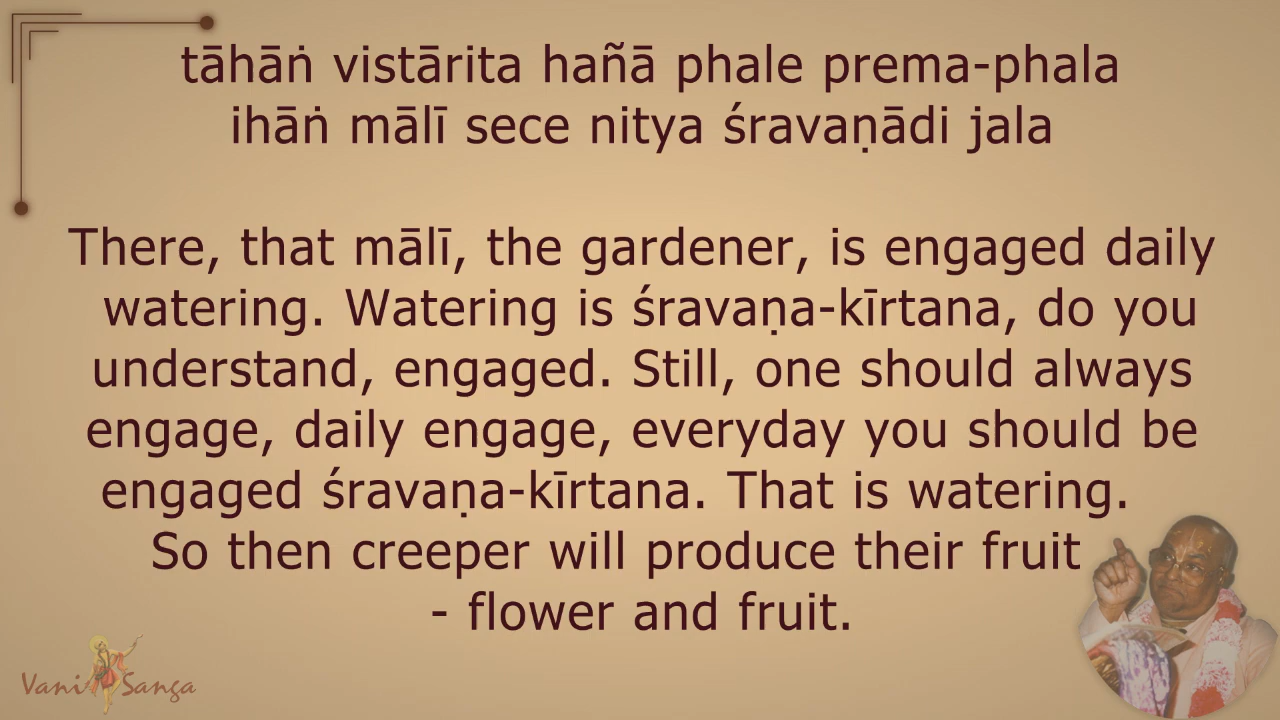 tāhāṅ vistārita hañā phale prema-phala
ihāṅ mālī sece nitya śravaṇādi jala
There, that mālī, the gardener, is engaged daily
watering. Watering is śravaṇa-kīrtana, do you
understand, engaged. Still, one should always
engage, daily engage, everyday you should be
engaged śravaṇa-kīrtana. That is watering.
So then creeper will produce their fruit
- flower and fruit.
Vani Sanga